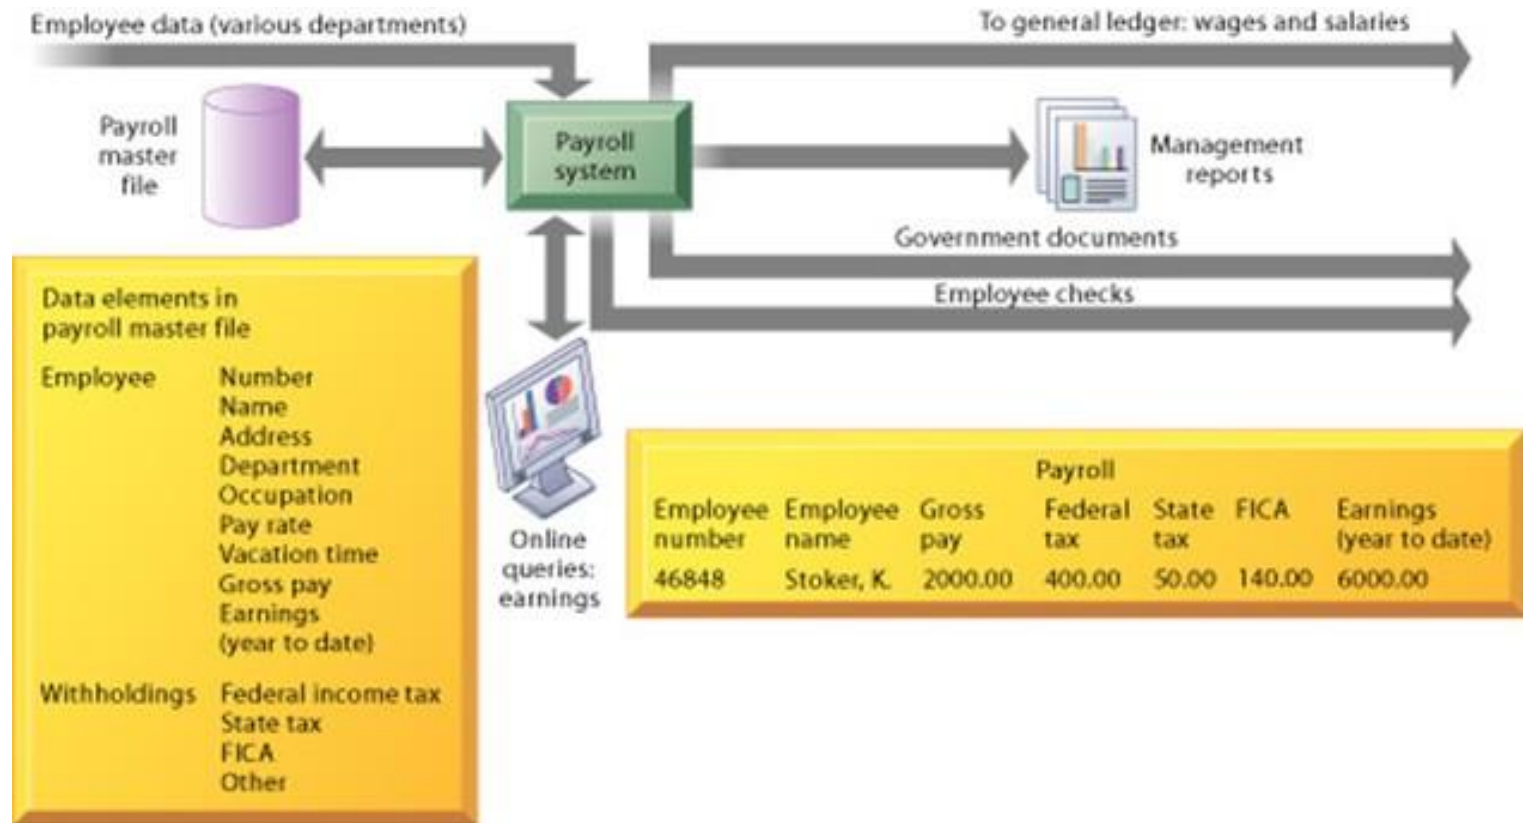 Employee data (various departments)
To general ledger: wages and salaries
Payroll
master
file
Payroll
system
Management
reports
Government documents
Employee checks
Data elements in
payroll master file
Employee Number
Name
Address
Department
Occupation
Pay rate
Vacation time
Gross pay
Earnings
(year to date)
Withholdings Federal income tax
State tax
FICA
Other
Online
queries:
earnings
Payroll
Employee Employee Gross Federal State FICA Earnings
number name pay tax tax (year to date)
46848 Stoker, K. 2000.00 400.00 50.00 140.00 6000.00